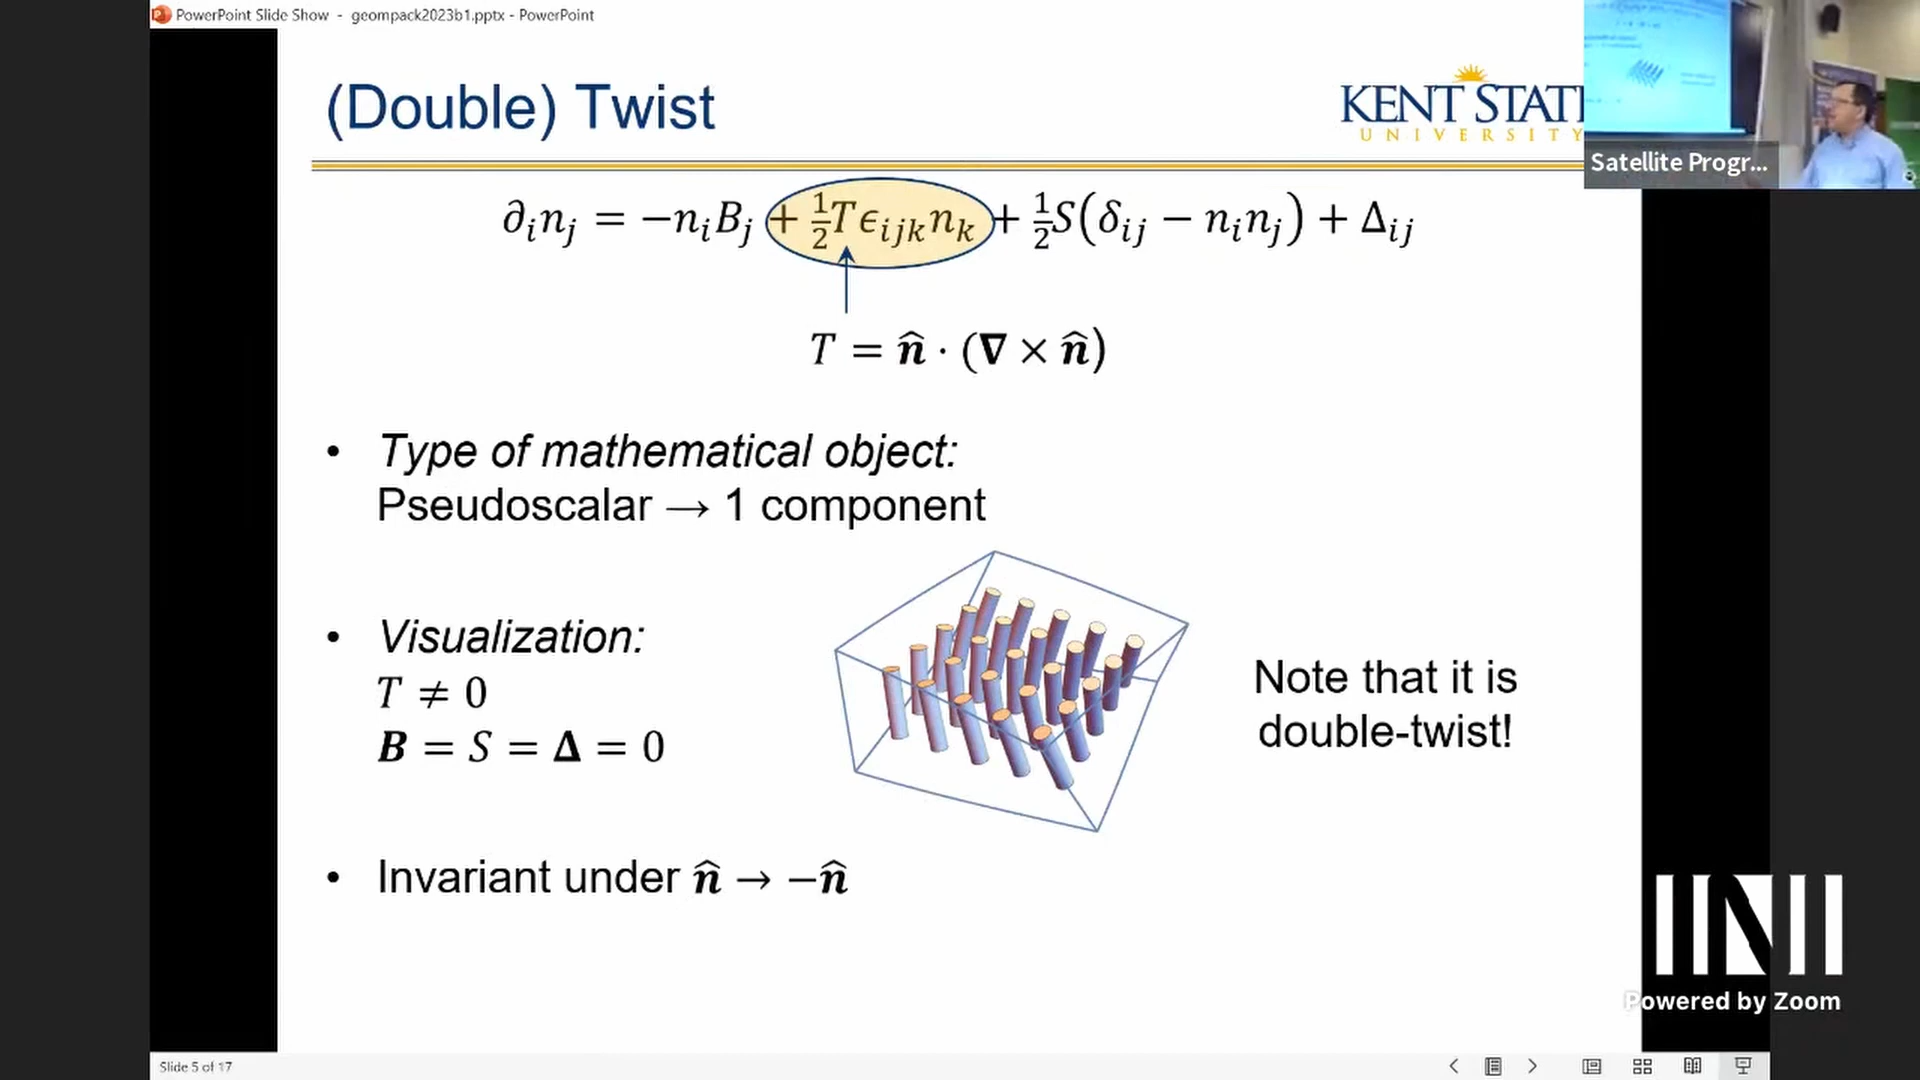 PowerPoint Slide Show - geompack2023b1.pptx - PowerPoint
(Double) Twist
KENT STAT
UNIVERSITY
Satellite Progr...
∂ᵢnⱼ = −nᵢBⱼ + ½Tϵᵢⱼₖnₖ + ½S(δᵢⱼ − nᵢnⱼ) + Δᵢⱼ
T = n̂ · (∇ × n̂)
• Type of mathematical object:
Pseudoscalar → 1 component
• Visualization:
T ≠ 0
B = S = Δ = 0
Note that it is
double-twist!
• Invariant under n̂ → −n̂
INI
Powered by Zoom
Slide 5 of 17